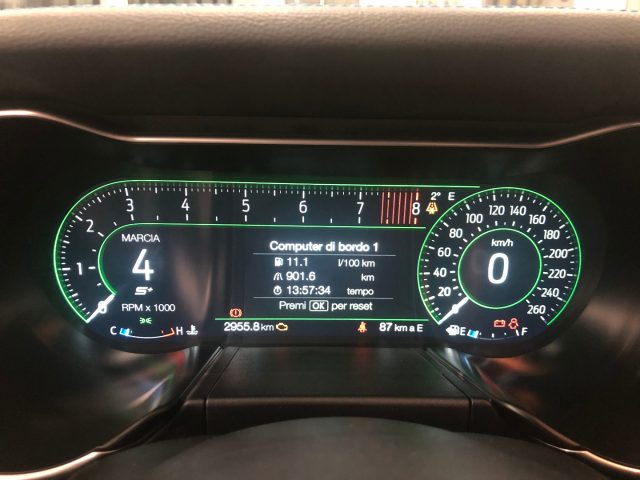 3 4 5 6 7 8 2° E
2 1 0
MARCIA
4
S+
RPM x 1000
C H
Computer di bordo 1
11.1 l/100 km
901.6 km
13:57:34 tempo
Premi OK per reset
2955.8 km 87 km a E
20 40 60 80 100 120 140 160 180 200 220 240 260
km/h
0
E F